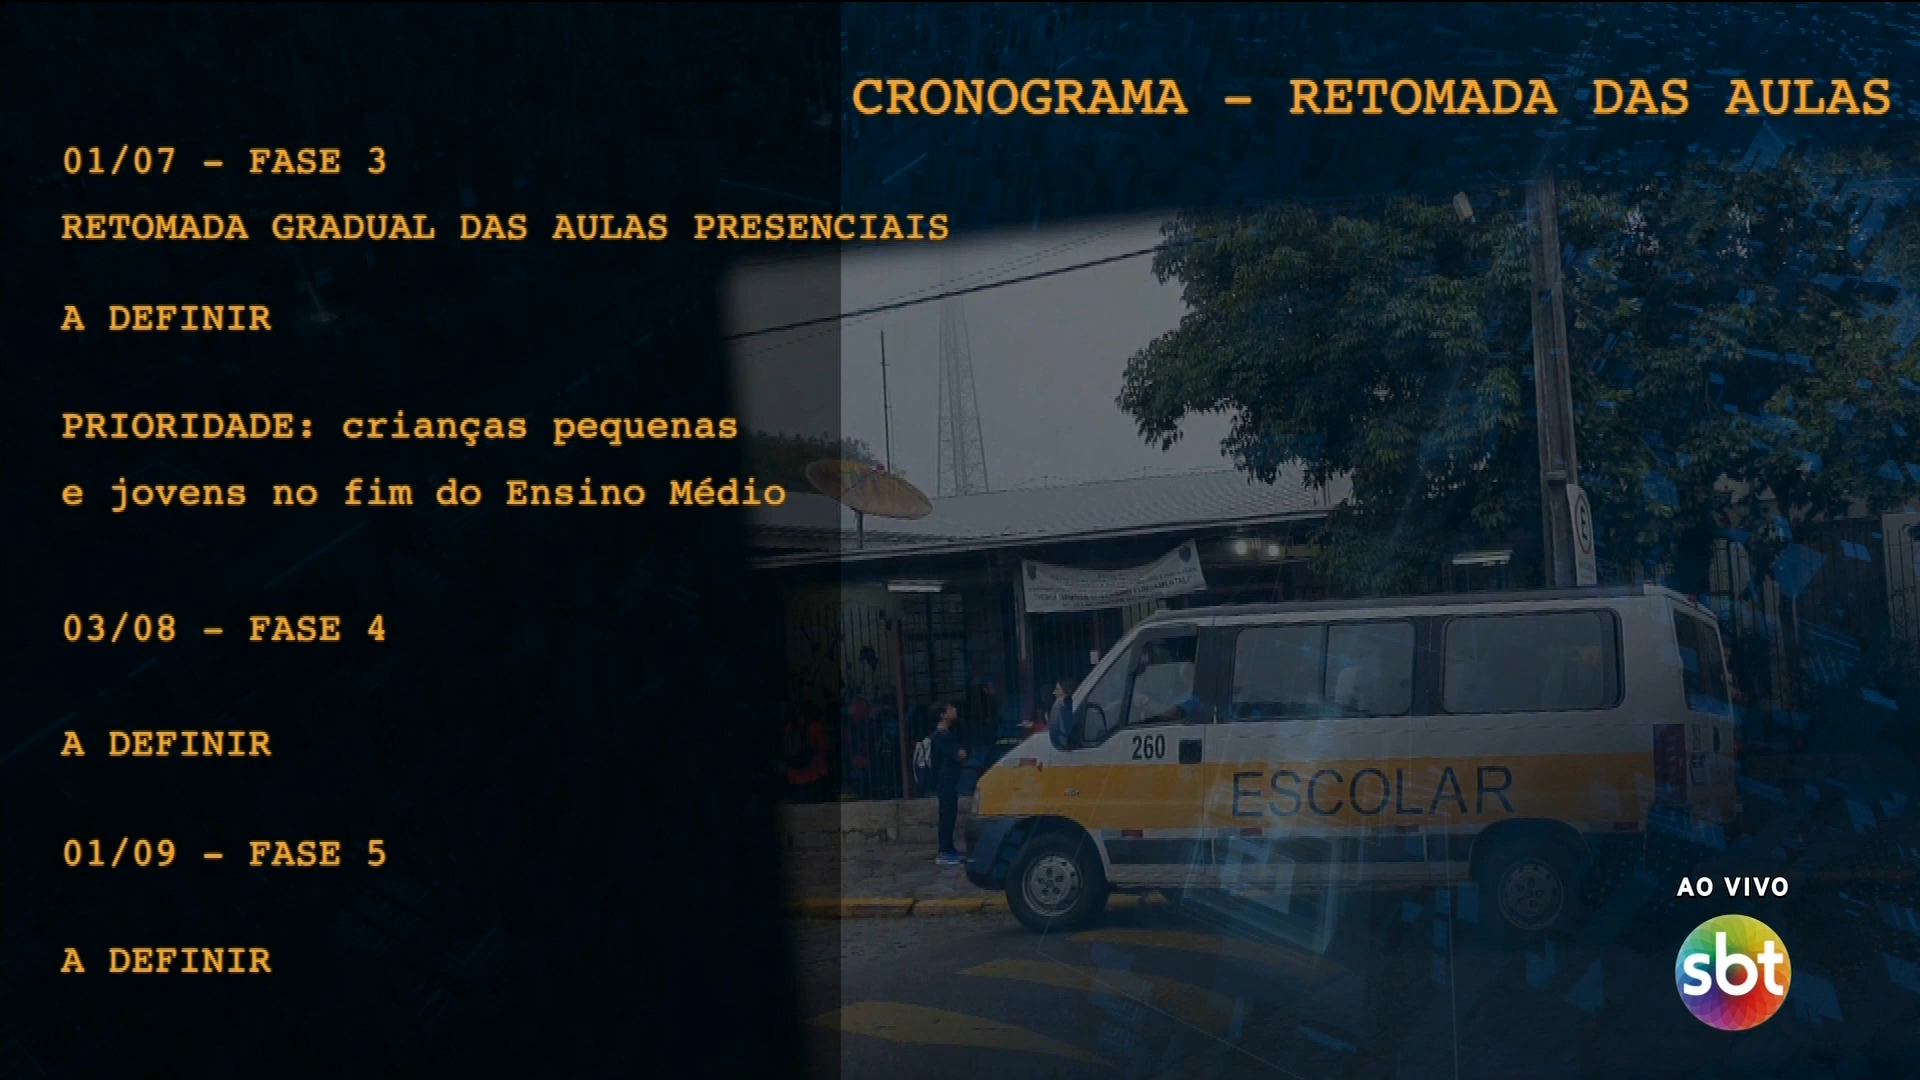 CRONOGRAMA - RETOMADA DAS AULAS
01/07 - FASE 3
RETOMADA GRADUAL DAS AULAS PRESENCIAIS
A DEFINIR
PRIORIDADE: crianças pequenas
e jovens no fim do Ensino Médio
03/08 - FASE 4
A DEFINIR
01/09 - FASE 5
A DEFINIR
260
ESCOLAR
AO VIVO
sbt